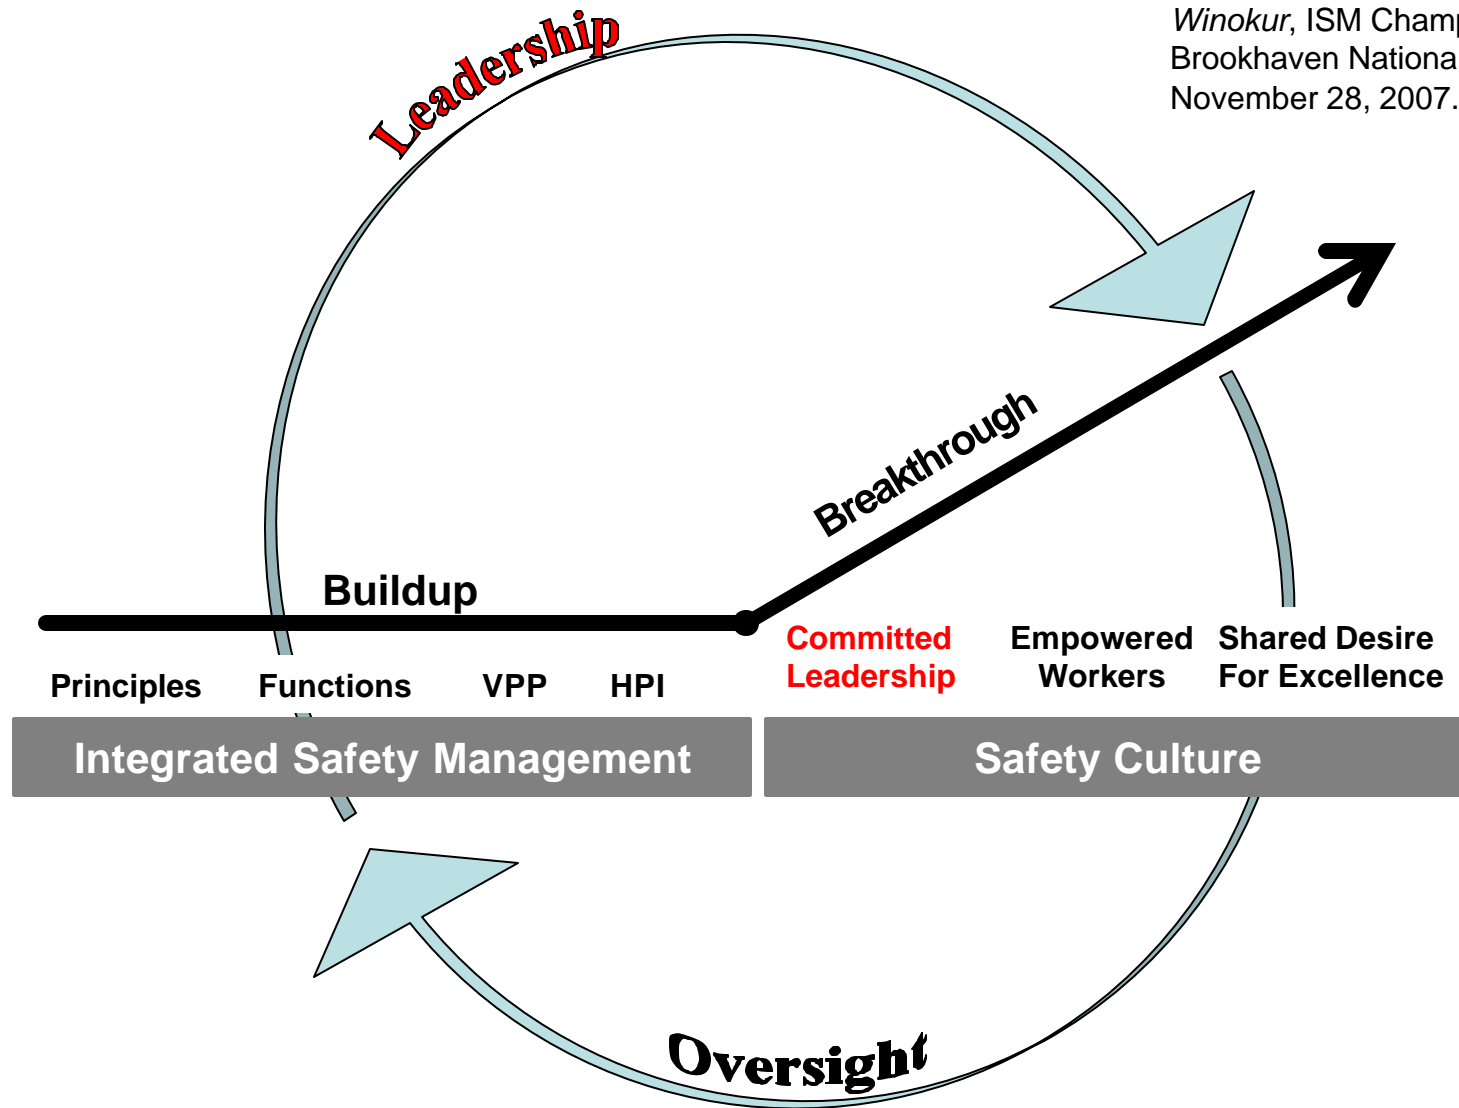 Winokur, ISM Champ
Brookhaven Nationa
November 28, 2007.
Leadership
Breakthrough
Buildup
Committed
Leadership
Empowered
Workers
Shared Desire
For Excellence
Principles Functions VPP HPI
Integrated Safety Management
Safety Culture
Oversight